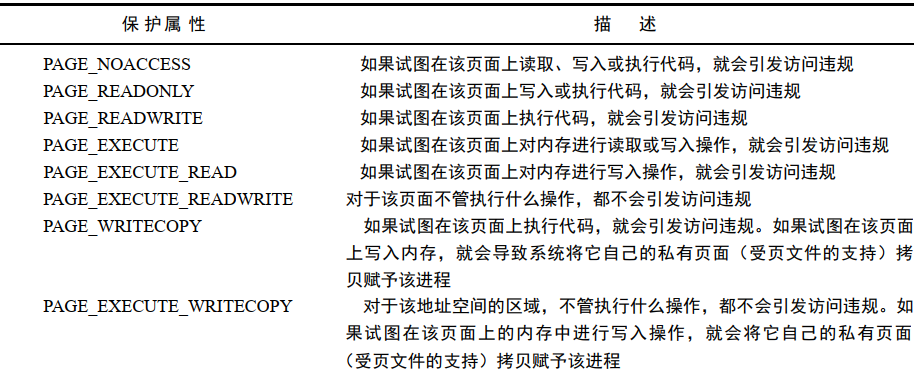 保护属性 描 述
PAGE_NOACCESS 如果试图在该页面上读取、写入或执行代码，就会引发访问违规
PAGE_READONLY 如果试图在该页面上写入或执行代码，就会引发访问违规
PAGE_READWRITE 如果试图在该页面上执行代码，就会引发访问违规
PAGE_EXECUTE 如果试图在该页面上对内存进行读取或写入操作，就会引发访问违规
PAGE_EXECUTE_READ 如果试图在该页面上对内存进行写入操作，就会引发访问违规
PAGE_EXECUTE_READWRITE 对于该页面不管执行什么操作，都不会引发访问违规
PAGE_WRITECOPY 如果试图在该页面上执行代码，就会引发访问违规。如果试图在该页面
上写入内存，就会导致系统将它自己的私有页面（受页文件的支持）拷
贝赋予该进程
PAGE_EXECUTE_WRITECOPY 对于该地址空间的区域，不管执行什么操作，都不会引发访问违规。如
果试图在该页面上的内存中进行写入操作，就会将它自己的私有页面
（受页文件的支持）拷贝赋予该进程